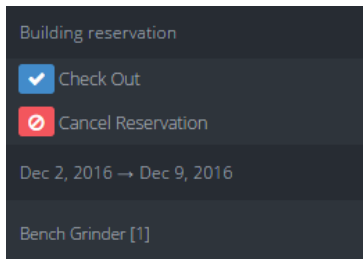 Building reservation
Check Out
Cancel Reservation
Dec 2, 2016 → Dec 9, 2016
Bench Grinder [1]